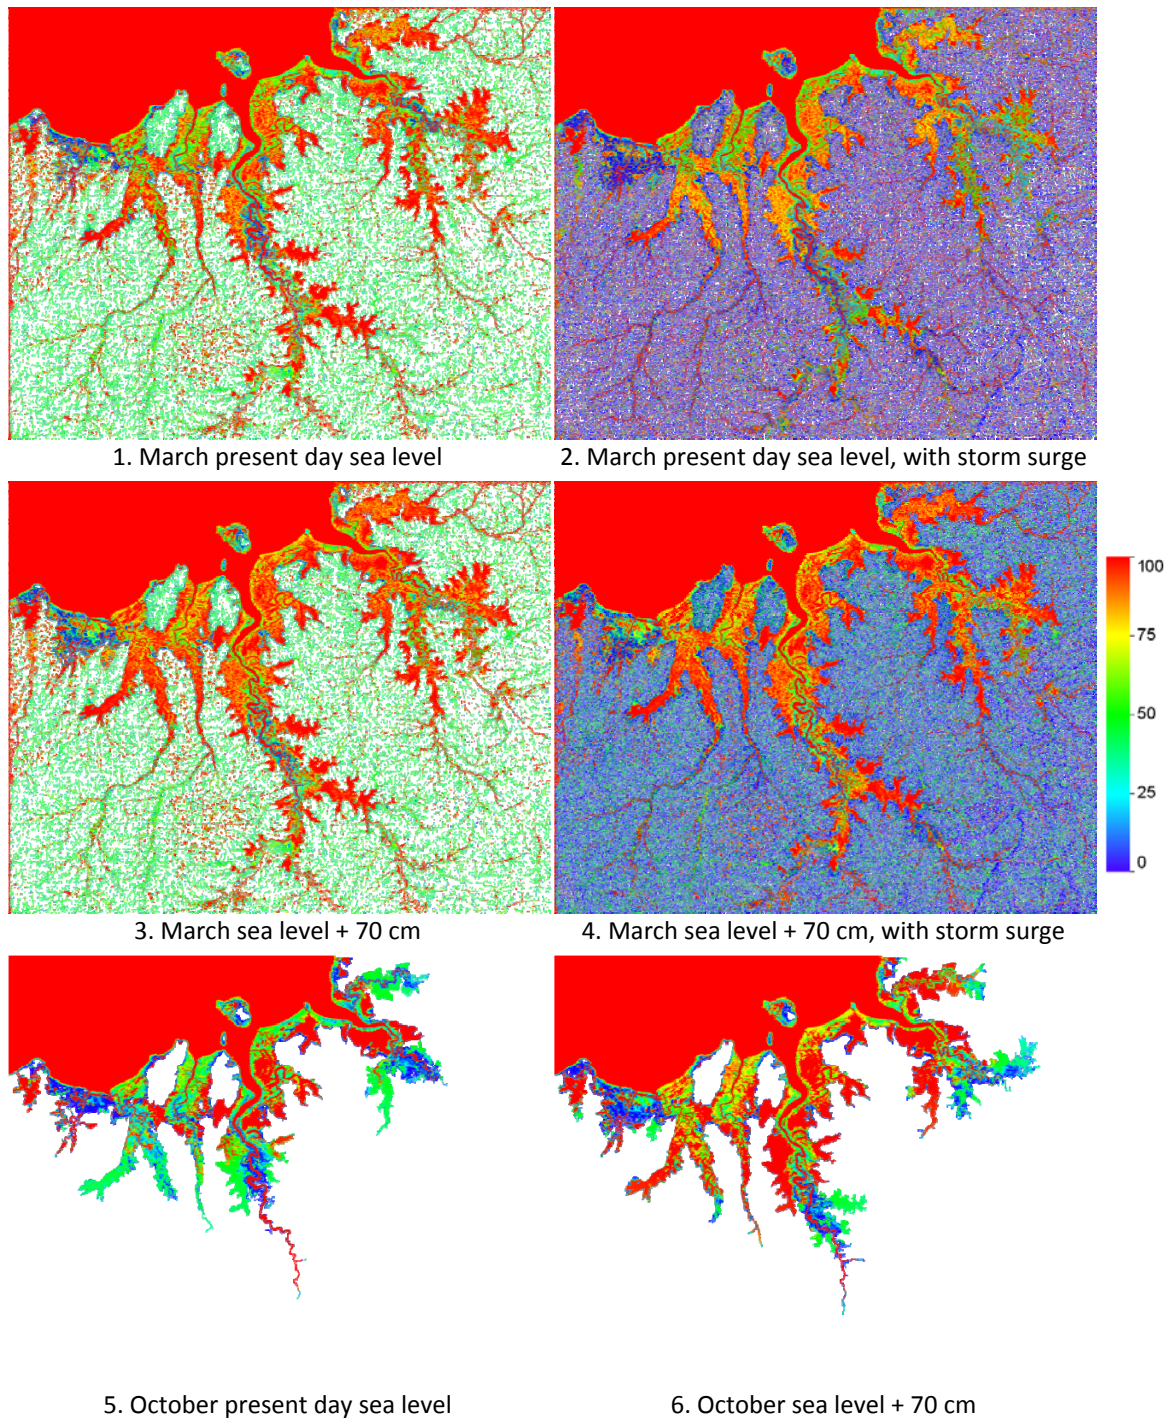 1. March present day sea level
2. March present day sea level, with storm surge
3. March sea level + 70 cm
4. March sea level + 70 cm, with storm surge
100
75
50
25
0
5. October present day sea level
6. October sea level + 70 cm